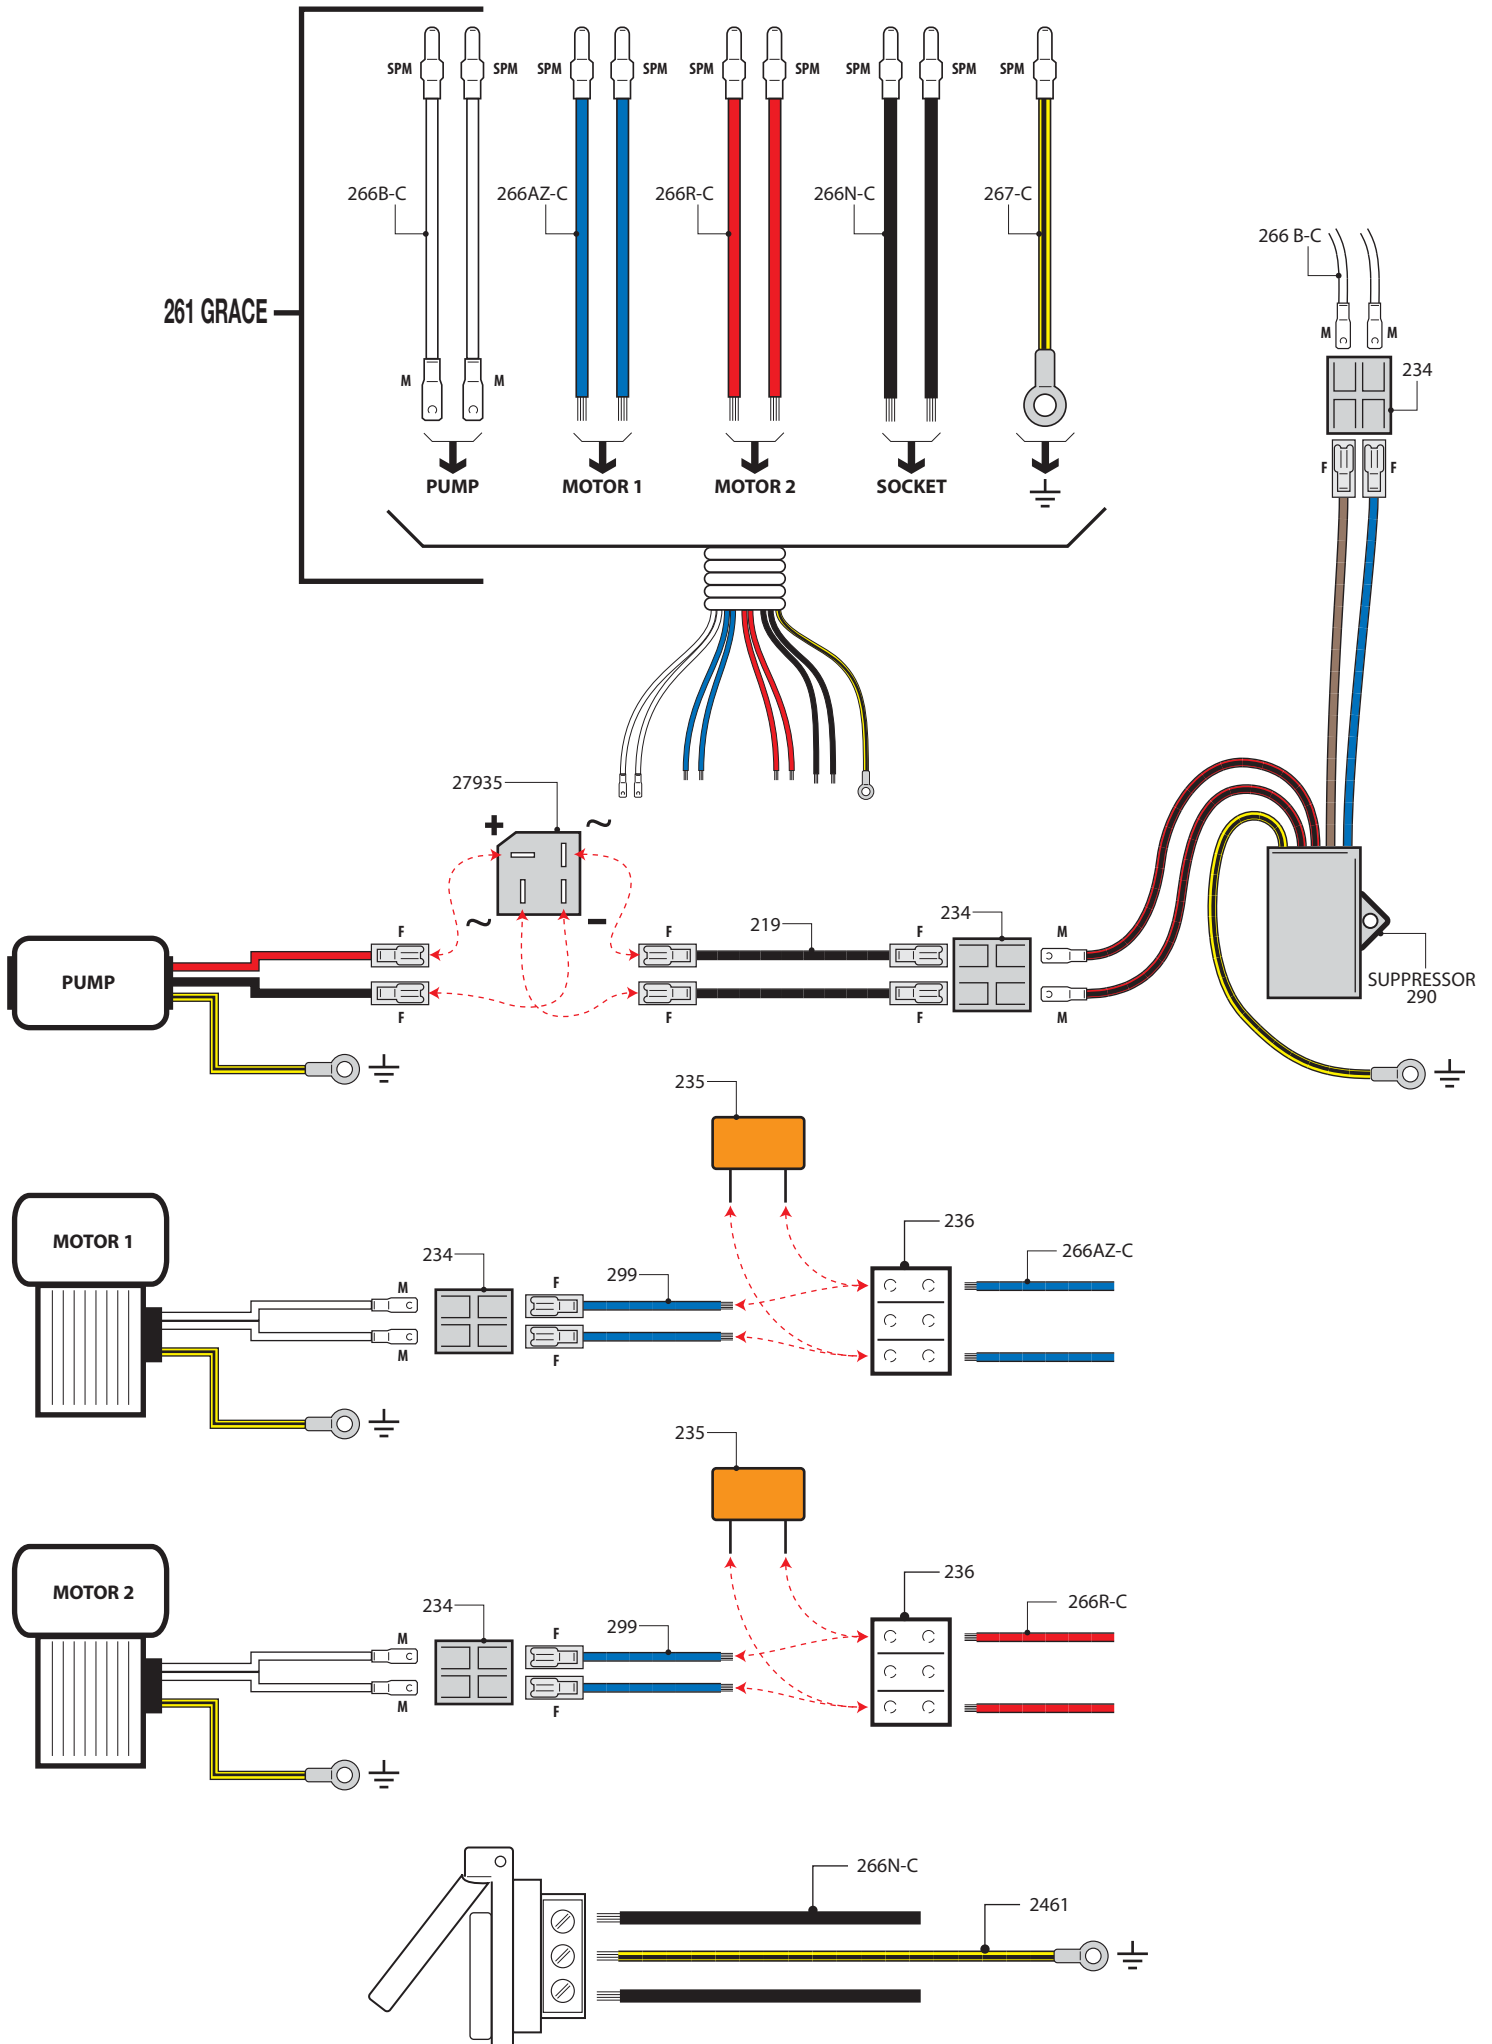 SPM SPM SPM SPM SPM SPM SPM SPM SPM
266B-C 266AZ-C 266R-C 266N-C 267-C
266 B-C
261 GRACE
M M
234
M M
F F
PUMP MOTOR 1 MOTOR 2 SOCKET
27935
+ ~
~ −
F F 219 F 234 M
PUMP
SUPPRESSOR
290
F F F M
235
236
MOTOR 1
266AZ-C
234 M F 299
M F
235
236
MOTOR 2
266R-C
234 M F 299
M F
266N-C
2461